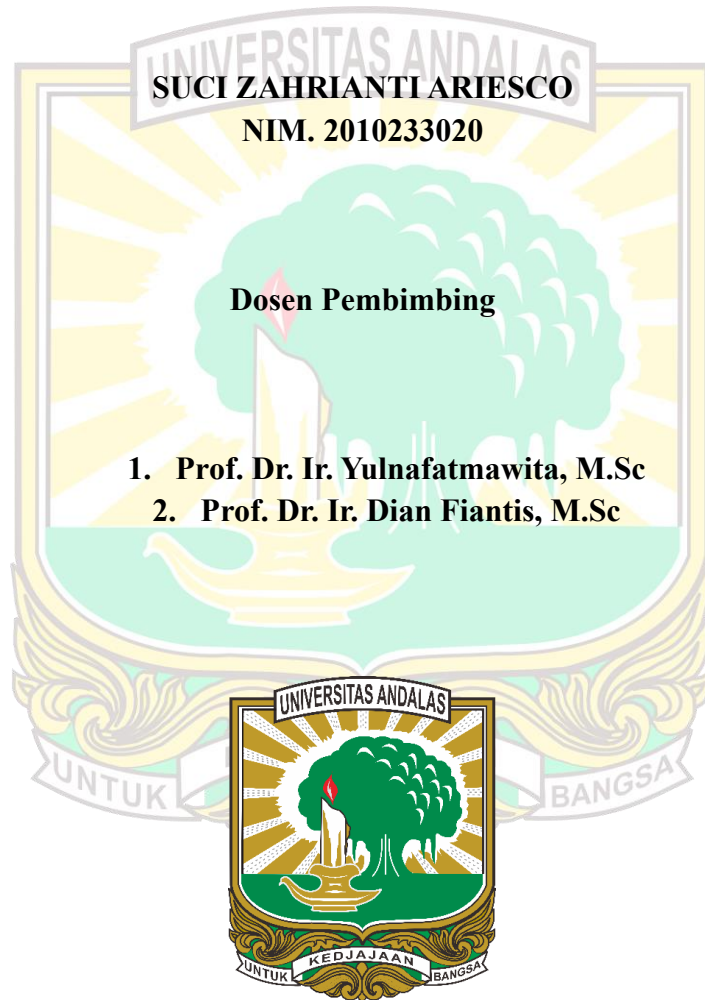 UNIVERSITAS ANDALAS
SUCI ZAHRIANTI ARIESCO
NIM. 2010233020
Dosen Pembimbing
1. Prof. Dr. Ir. Yulnafatmawita, M.Sc
2. Prof. Dr. Ir. Dian Fiantis, M.Sc
UNIVERSITAS ANDALAS
UNTUK BANGSA
UNTUK KEDJAJAAN BANGSA